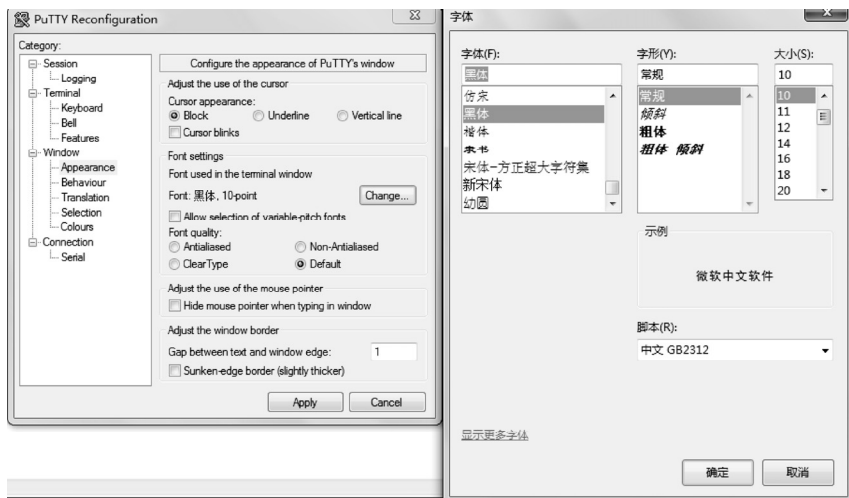 PuTTY Reconfiguration
Category:
Session
Logging
Terminal
Keyboard
Bell
Features
Window
Appearance
Behaviour
Translation
Selection
Colours
Connection
Serial
Configure the appearance of PuTTY's window
Adjust the use of the cursor
Cursor appearance:
Block Underline Vertical line
Cursor blinks
Font settings
Font used in the terminal window
Font: 黑体, 10-point Change...
Allow selection of variable-pitch fonts
Font quality:
Antialiased Non-Antialiased
ClearType Default
Adjust the use of the mouse pointer
Hide mouse pointer when typing in window
Adjust the window border
Gap between text and window edge: 1
Sunken-edge border (slightly thicker)
Apply Cancel
字体
字体(F):
黑体
仿宋
黑体
楷体
隶书
宋体-方正超大字符集
新宋体
幼圆
字形(Y):
常规
常规
倾斜
粗体
粗体 倾斜
大小(S):
10
10
11
12
14
16
18
20
示例
微软中文软件
脚本(R):
中文 GB2312
显示更多字体
确定 取消